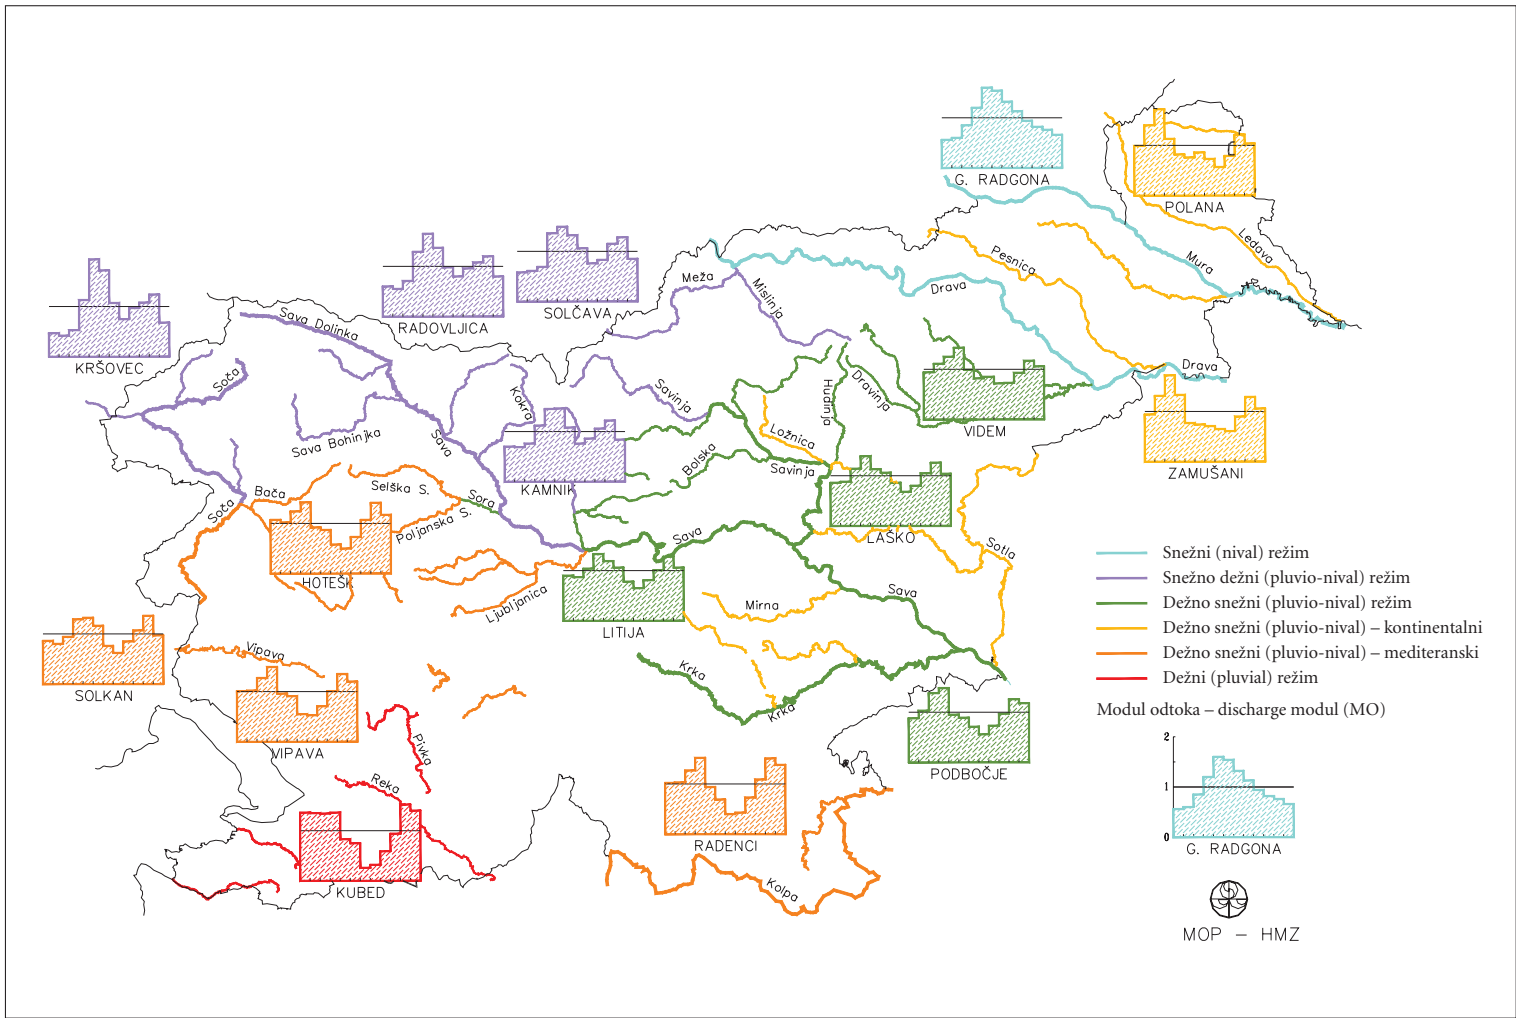 G. RADGONA
POLANA
Ledava
Mura
Pesnica
Drava
Meža
Mislinja
SOLČAVA
RADOVLJICA
KRŠOVEC
Sava Dolinka
Soča
Kokra
Savinja
Hudinja
Dravinja
VIDEM
Drava
ZAMUŠANI
Sava Bohinjka
Sava
KAMNIK
Ložnica
Bolska
Savinja
LAŠKO
Bača
Selška S.
Sora
Poljanska S.
Soča
HOTEŠK
Ljubljanica
Sava
LITIJA
Mirna
Sava
Sotla
SOLKAN
Vipava
VIPAVA
Krka
Krka
PODBOČJE
Pivka
Reka
KUBED
RADENCI
Kolpa
Snežni (nival) režim
Snežno dežni (pluvio-nival) režim
Dežno snežni (pluvio-nival) režim
Dežno snežni (pluvio-nival) – kontinentalni
Dežno snežni (pluvio-nival) – mediteranski
Dežni (pluvial) režim
Modul odtoka – discharge modul (MO)
2
1
0
G. RADGONA
MOP – HMZ